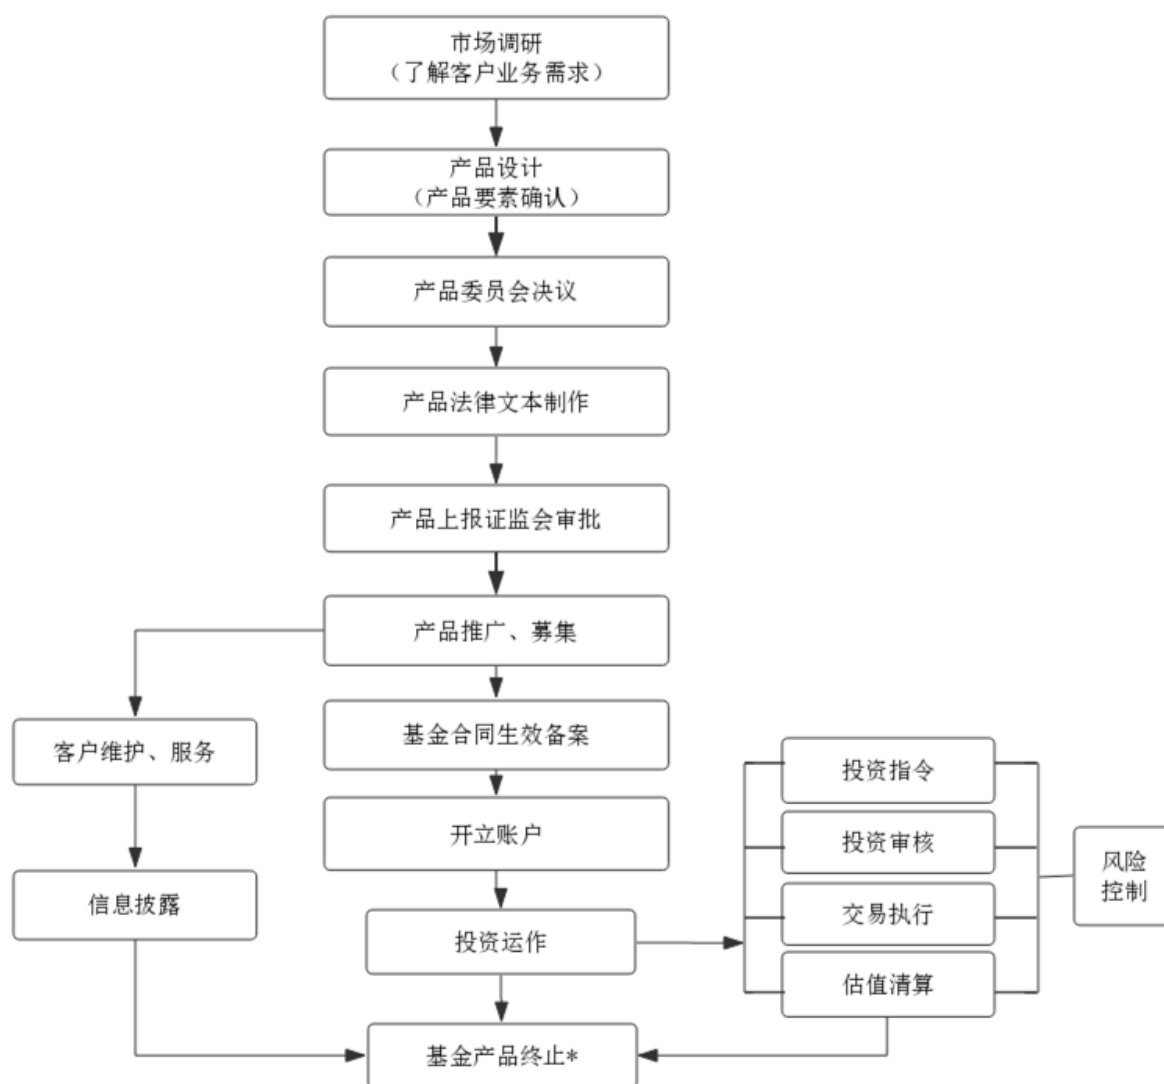 市场调研
（了解客户业务需求）
产品设计
（产品要素确认）
产品委员会决议
产品法律文本制作
产品上报证监会审批
产品推广、募集
客户维护、服务
基金合同生效备案
投资指令
开立账户
投资审核
风险
控制
信息披露
交易执行
投资运作
估值清算
基金产品终止*